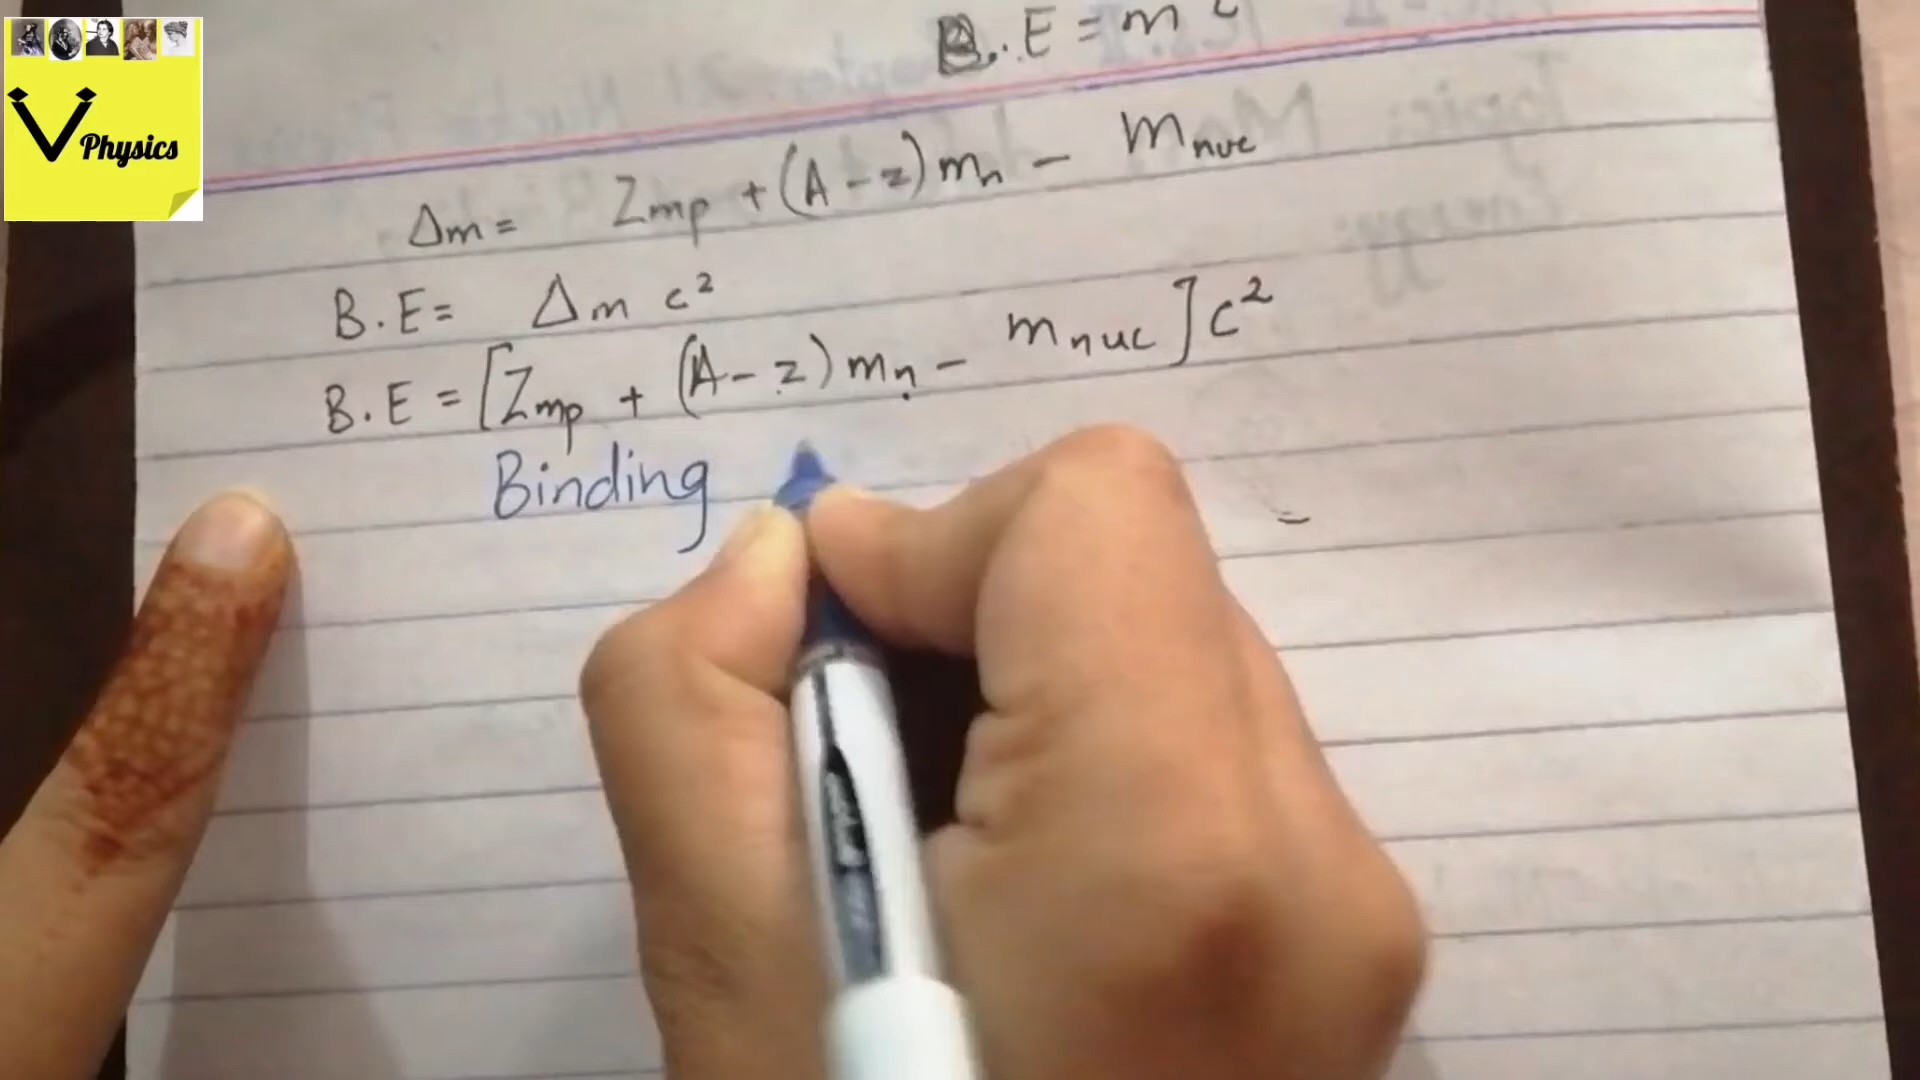 Physics
B.E = m c
Δm = Zmp + (A-z)mn - mnuc
B.E = Δm c²
B.E = [Zmp + (A-z)mn - mnuc]c²
Binding